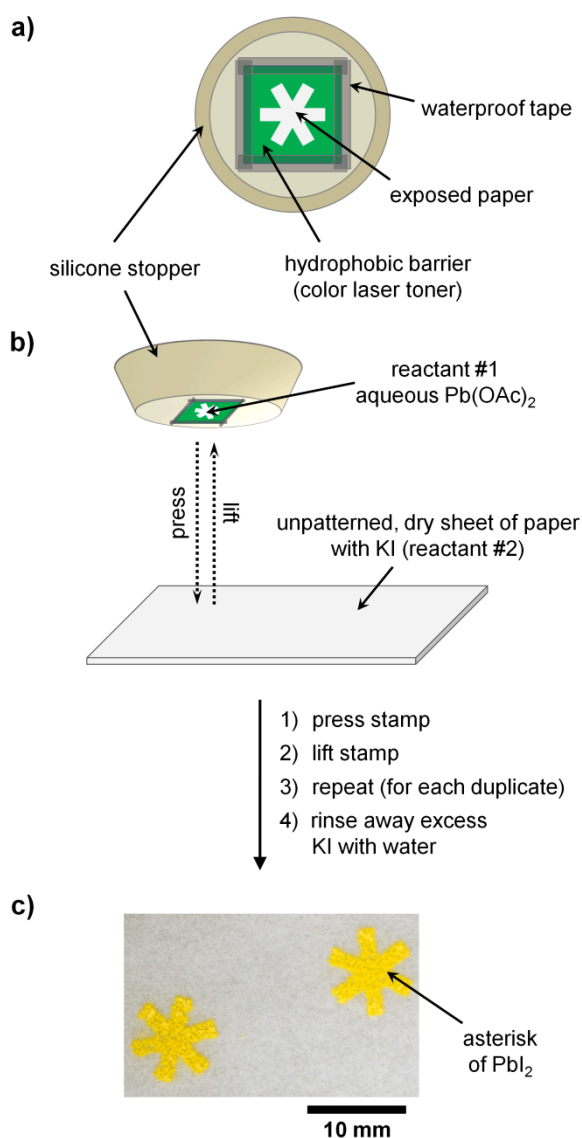 a)
waterproof tape
exposed paper
hydrophobic barrier
(color laser toner)
silicone stopper
b)
reactant #1
aqueous Pb(OAc)₂
press
lift
unpatterned, dry sheet of paper
with KI (reactant #2)
1) press stamp
2) lift stamp
3) repeat (for each duplicate)
4) rinse away excess
KI with water
c)
asterisk
of PbI₂
10 mm